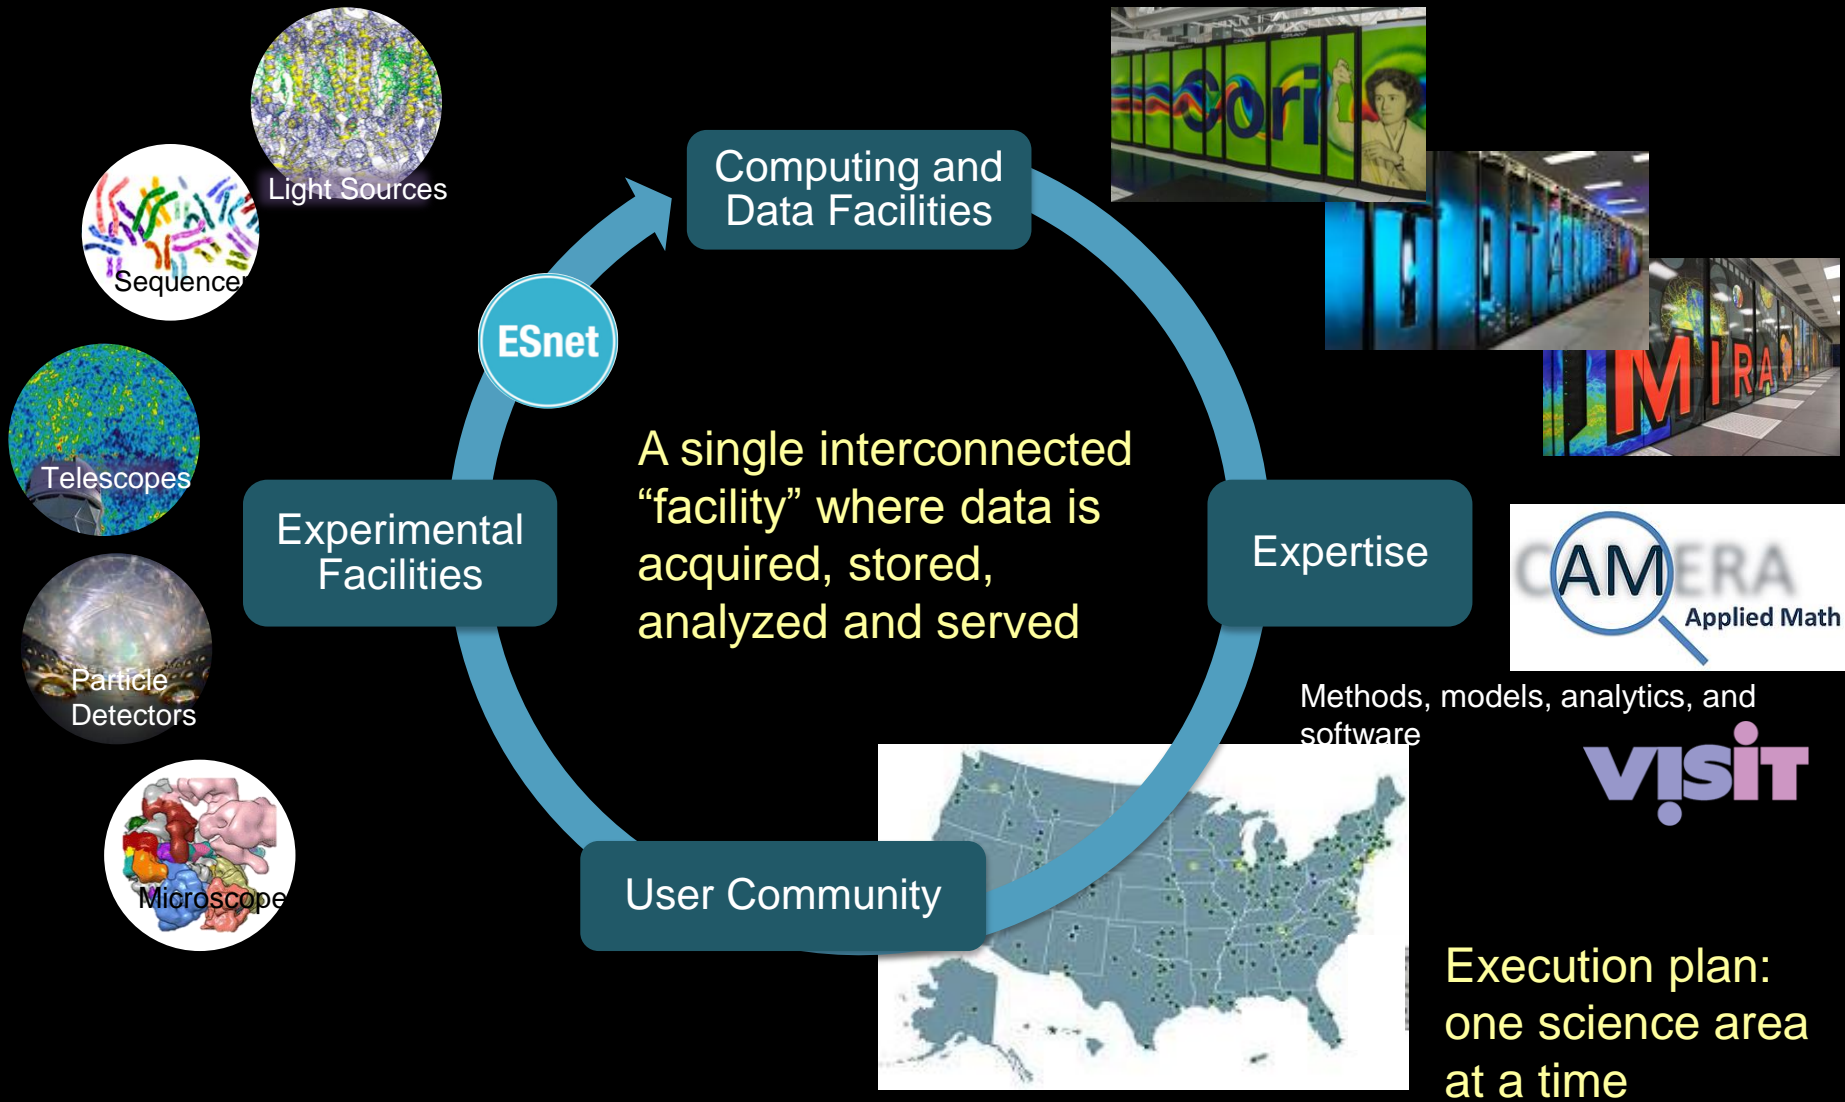 Light Sources
Sequencer
Telescopes
Particle
Detectors
Microscope
Computing and
Data Facilities
ESnet
Experimental
Facilities
A single interconnected
“facility” where data is
acquired, stored,
analyzed and served
Expertise
User Community
Cori
TITAN
MIRA
CAMERA
Applied Math
Methods, models, analytics, and
software
VISIT
Execution plan:
one science area
at a time